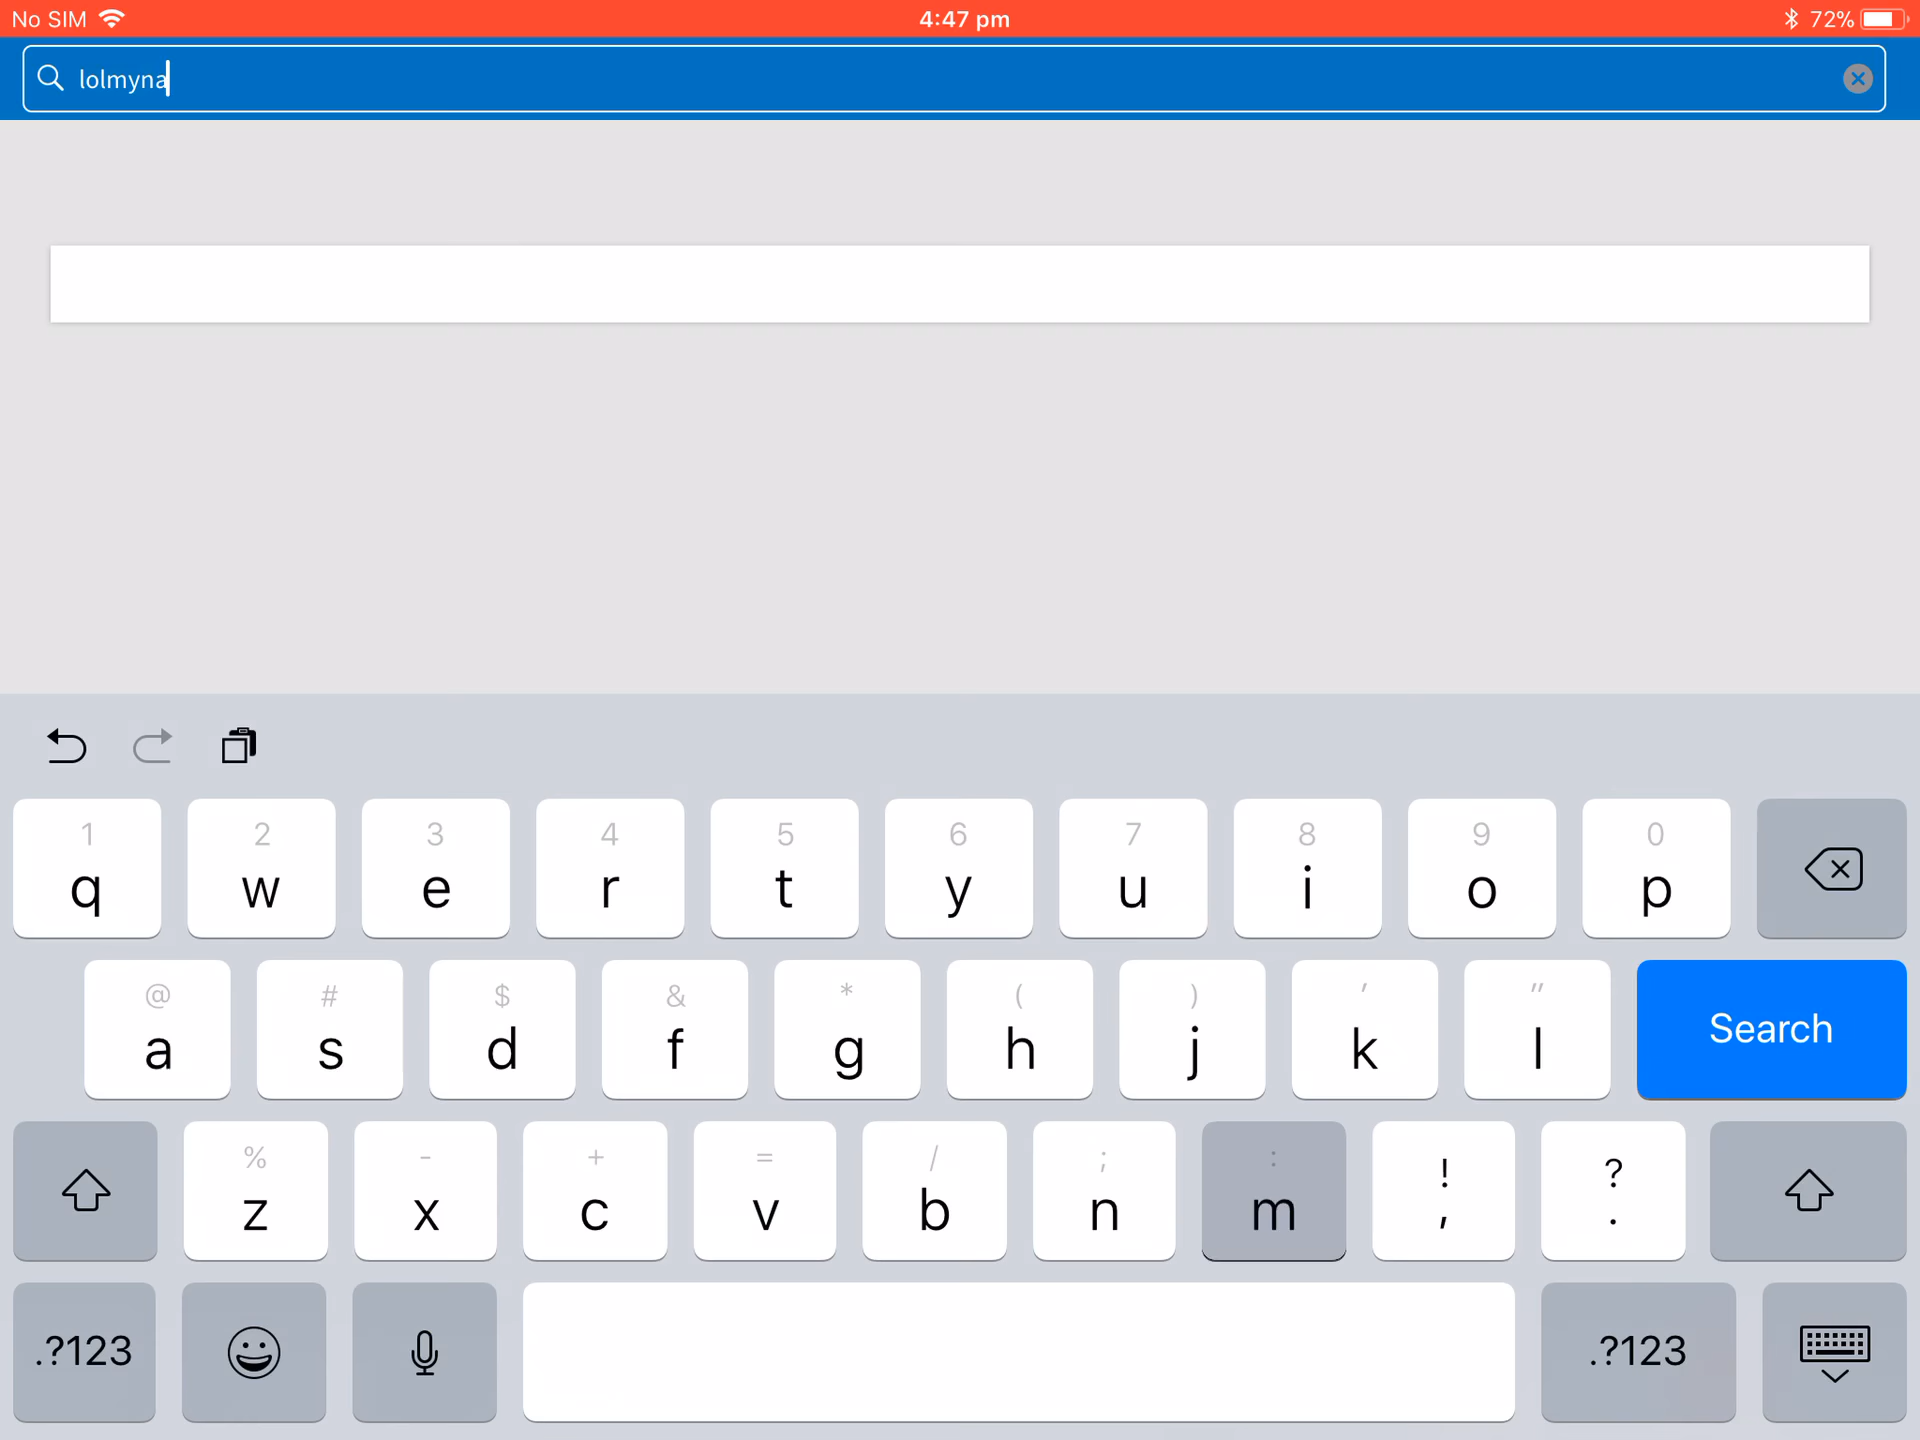 No SIM 4:47 pm 72%
lolmyna
1 2 3 4 5 6 7 8 9 0
q w e r t y u i o p
@ # $ & * ( ) ' "
a s d f g h j k l Search
% - + = / ; : ! ?
z x c v b n m , .
.?123 .?123